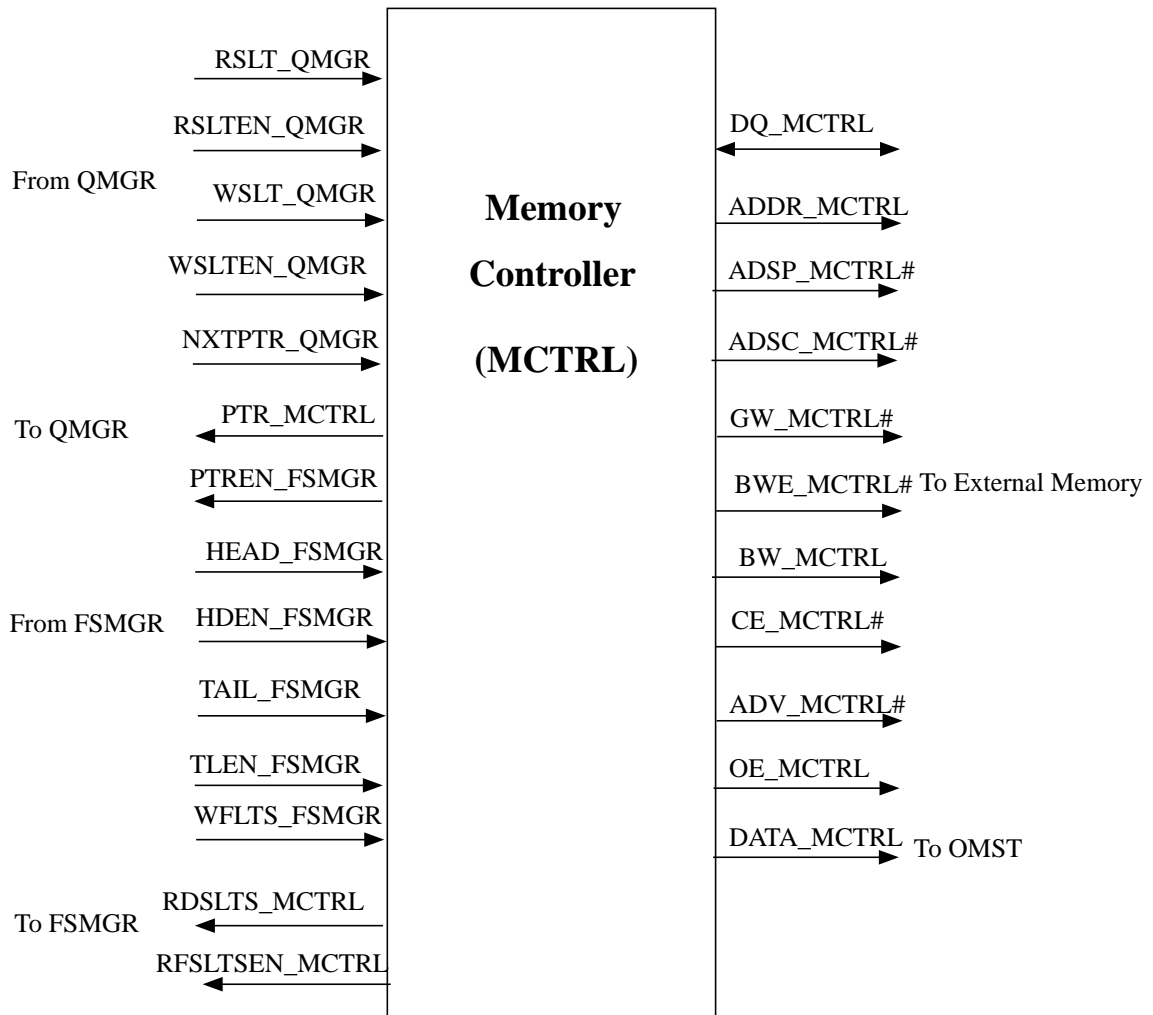 RSLT_QMGR
RSLTEN_QMGR
From QMGR
WSLT_QMGR
WSLTEN_QMGR
NXTPTR_QMGR
To QMGR
PTR_MCTRL
PTREN_FSMGR
HEAD_FSMGR
From FSMGR
HDEN_FSMGR
TAIL_FSMGR
TLEN_FSMGR
WFLTS_FSMGR
To FSMGR
RDSLTS_MCTRL
RFSLTSEN_MCTRL
Memory
Controller
(MCTRL)
DQ_MCTRL
ADDR_MCTRL
ADSP_MCTRL#
ADSC_MCTRL#
GW_MCTRL#
BWE_MCTRL# To External Memory
BW_MCTRL
CE_MCTRL#
ADV_MCTRL#
OE_MCTRL
DATA_MCTRL To OMST